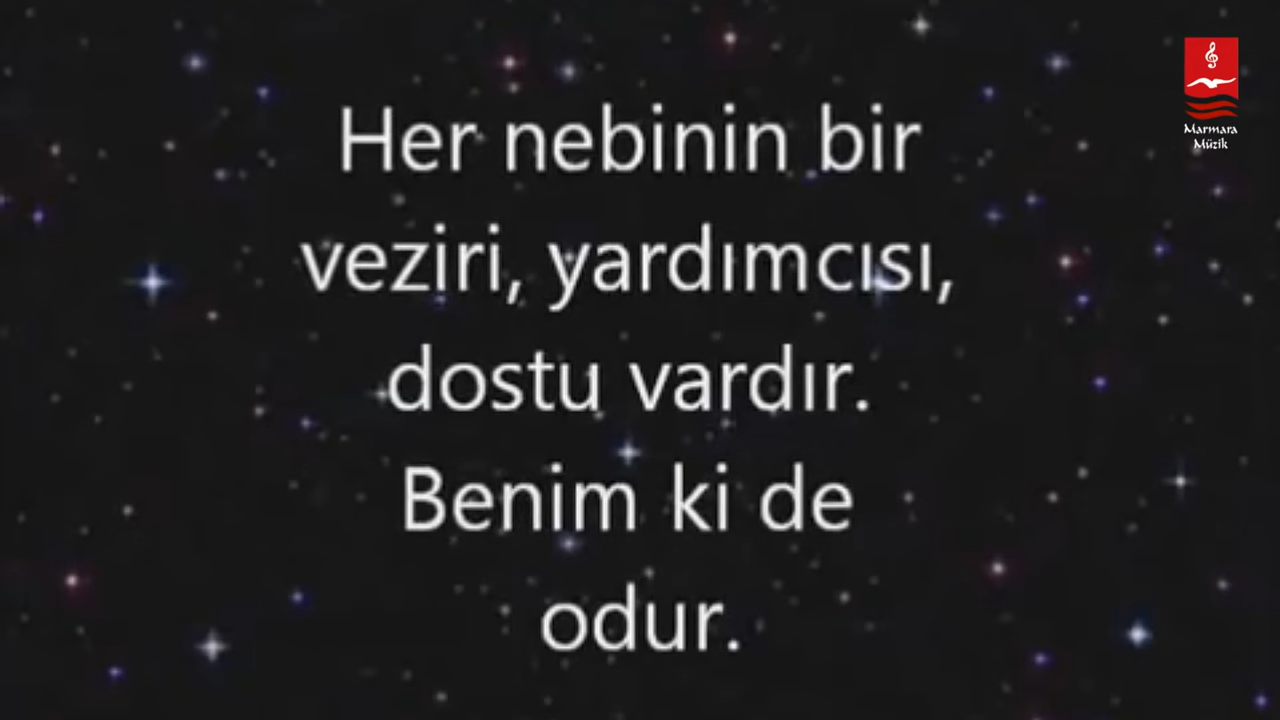 Her nebinin bir
veziri, yardımcısı,
dostu vardır.
Benim ki de
odur.
Marmara
Müzik